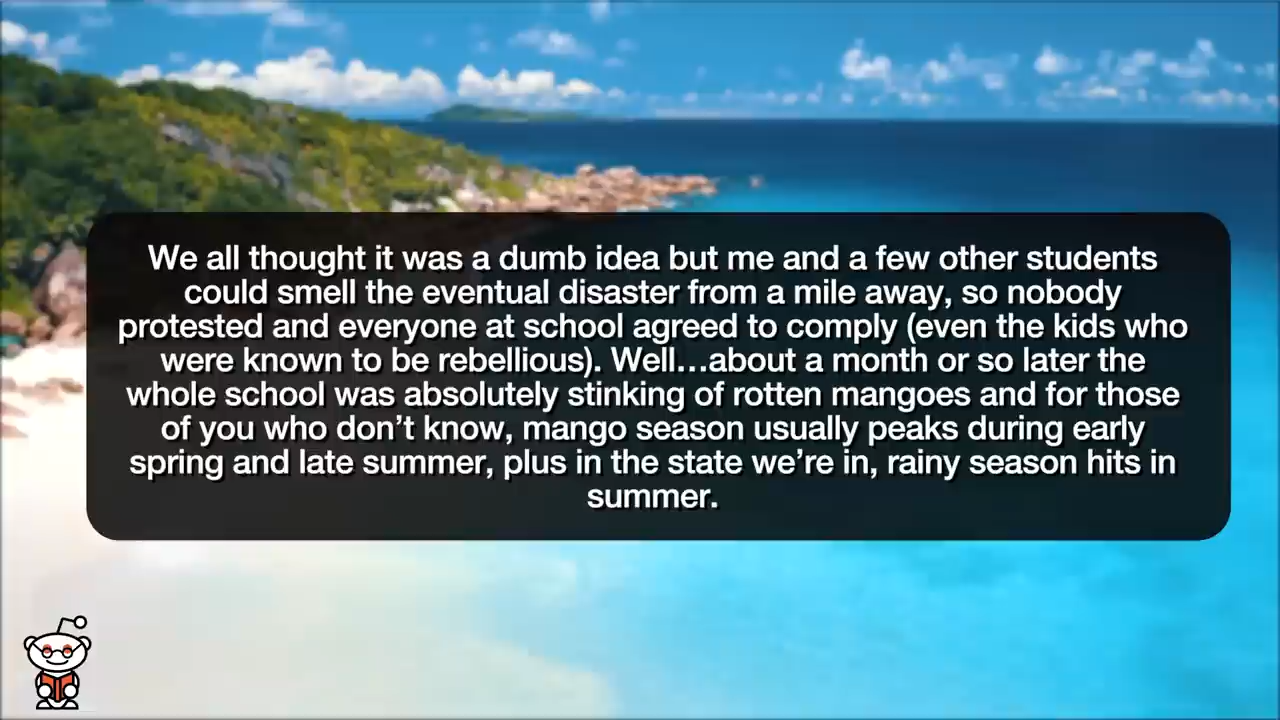 We all thought it was a dumb idea but me and a few other students
could smell the eventual disaster from a mile away, so nobody
protested and everyone at school agreed to comply (even the kids who
were known to be rebellious). Well…about a month or so later the
whole school was absolutely stinking of rotten mangoes and for those
of you who don’t know, mango season usually peaks during early
spring and late summer, plus in the state we’re in, rainy season hits in
summer.